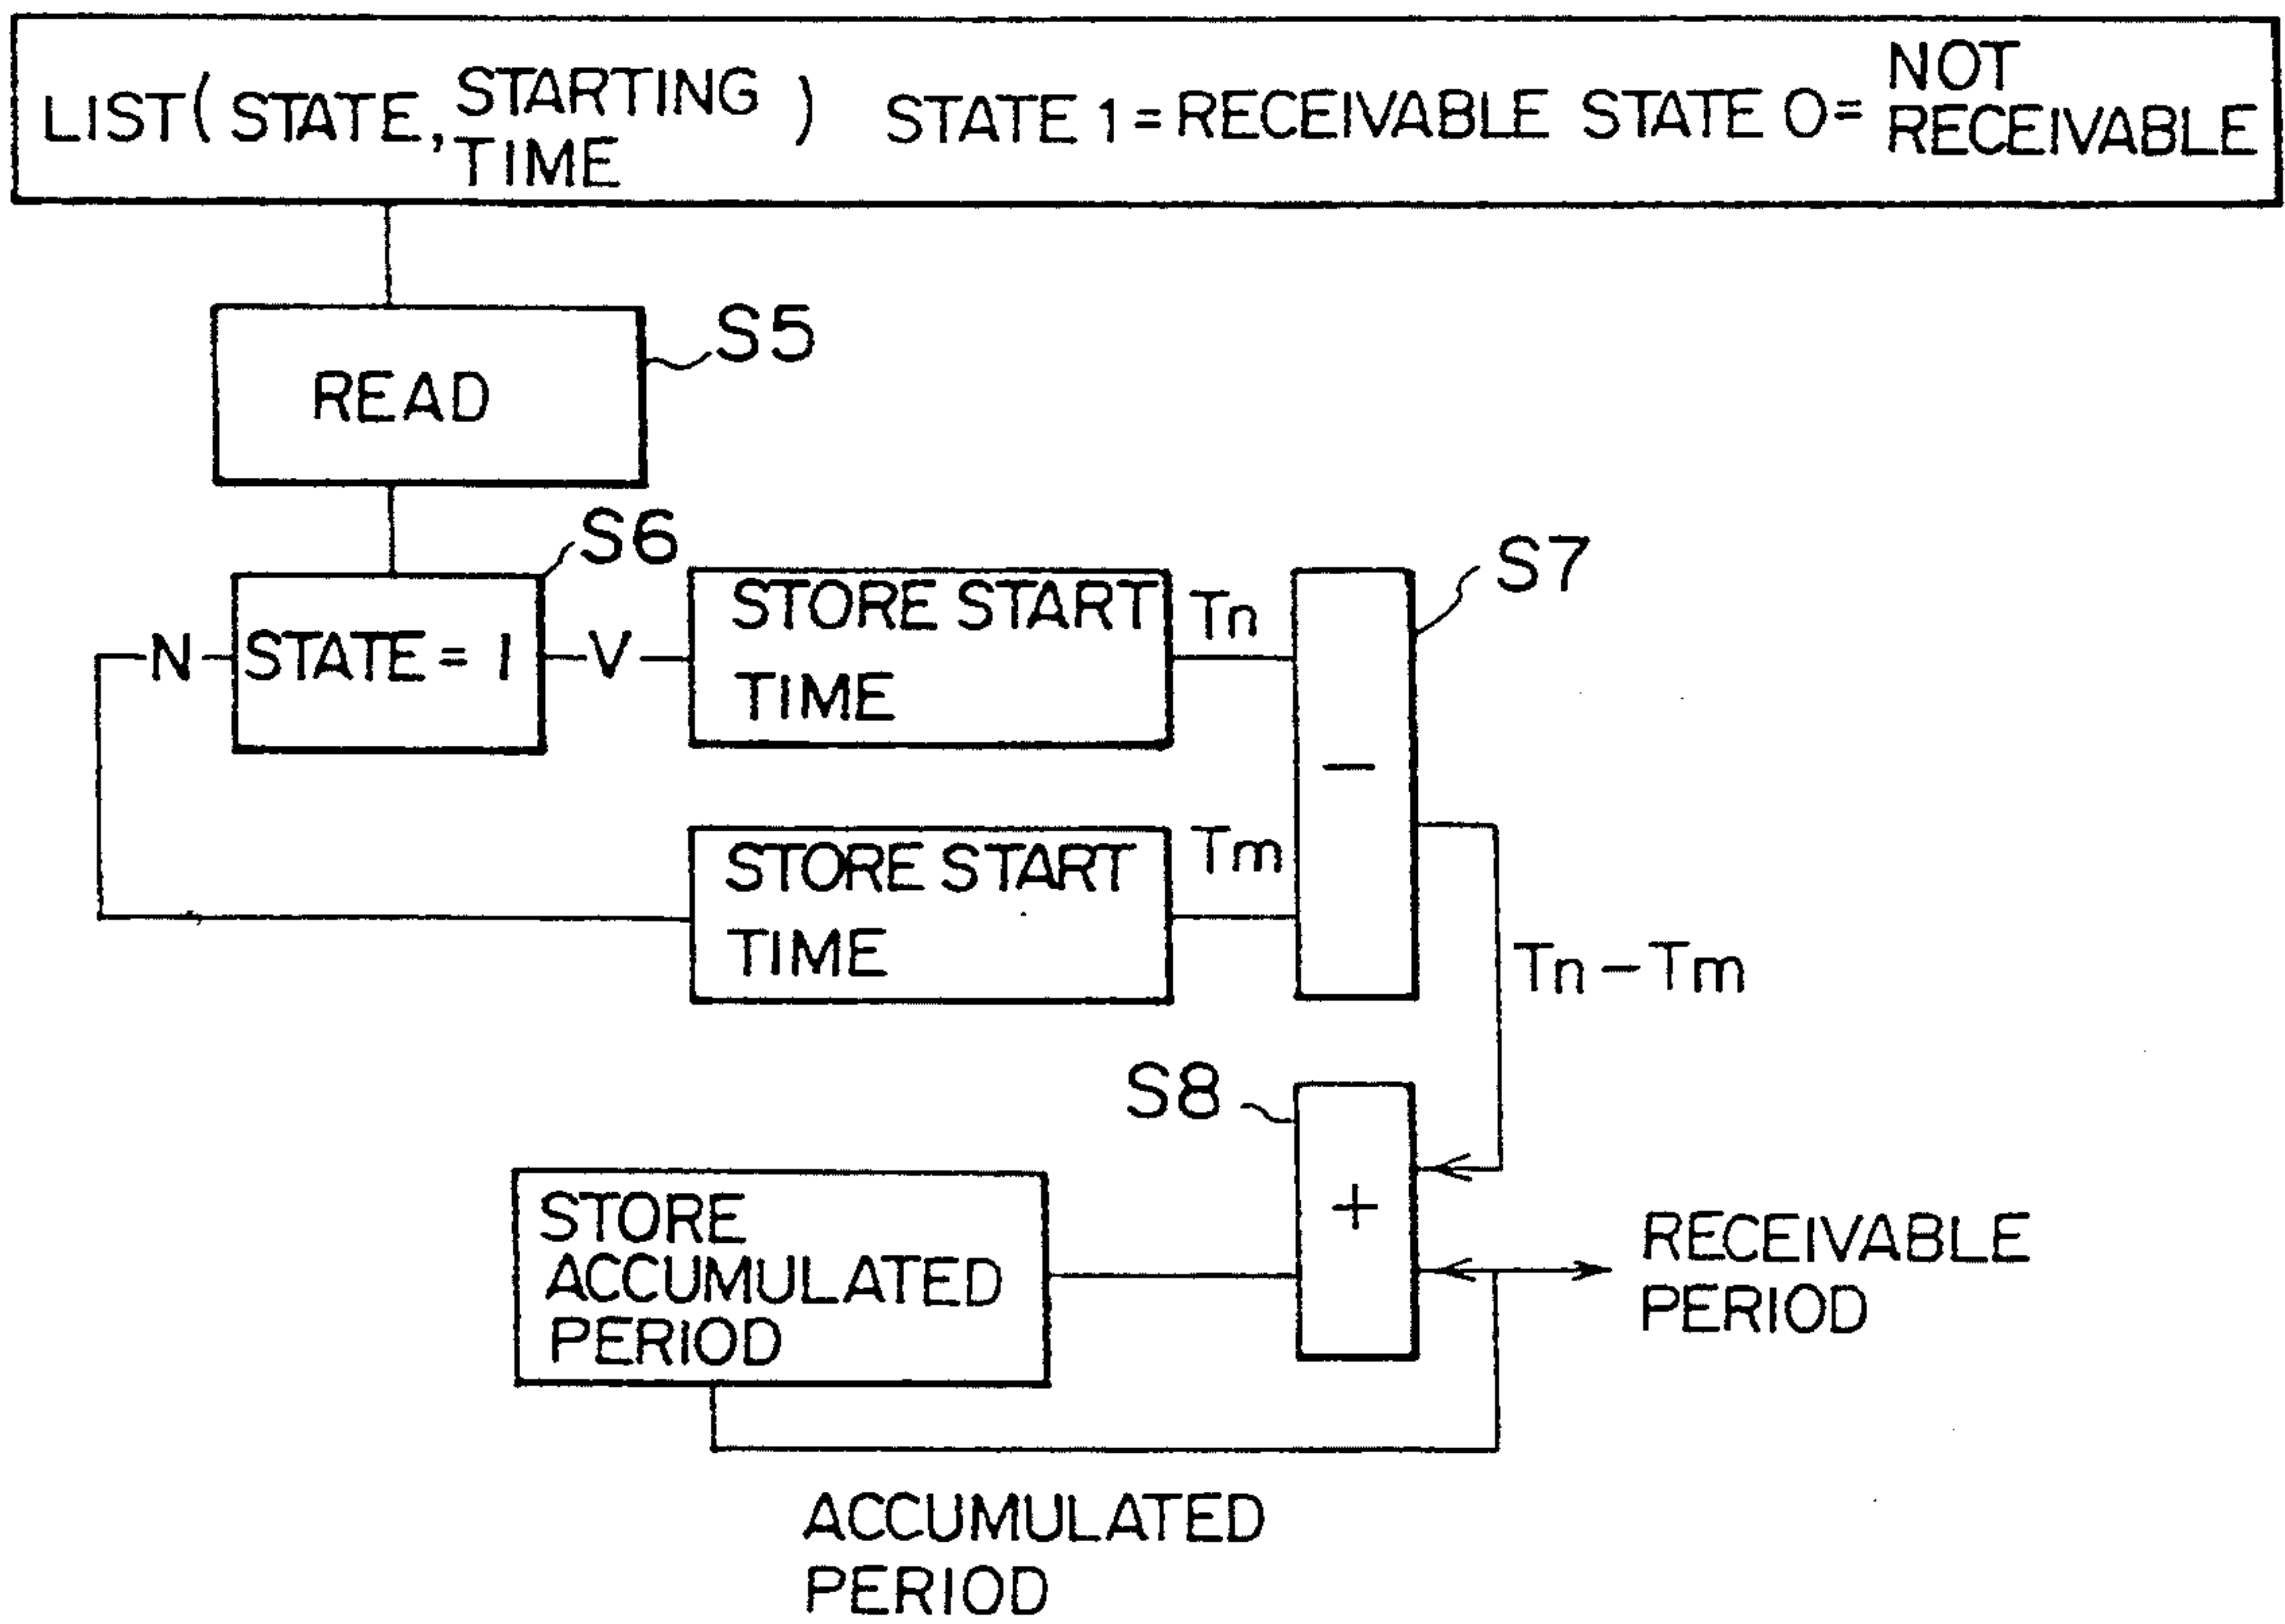 LIST(STATE, STARTING TIME) STATE 1 = RECEIVABLE STATE 0 = NOT RECEIVABLE
S5
READ
S6
N
STATE = 1
V
STORE START
TIME
Tn
S7
−
STORE START
TIME
Tm
Tn − Tm
S8
+
STORE
ACCUMULATED
PERIOD
RECEIVABLE
PERIOD
ACCUMULATED
PERIOD